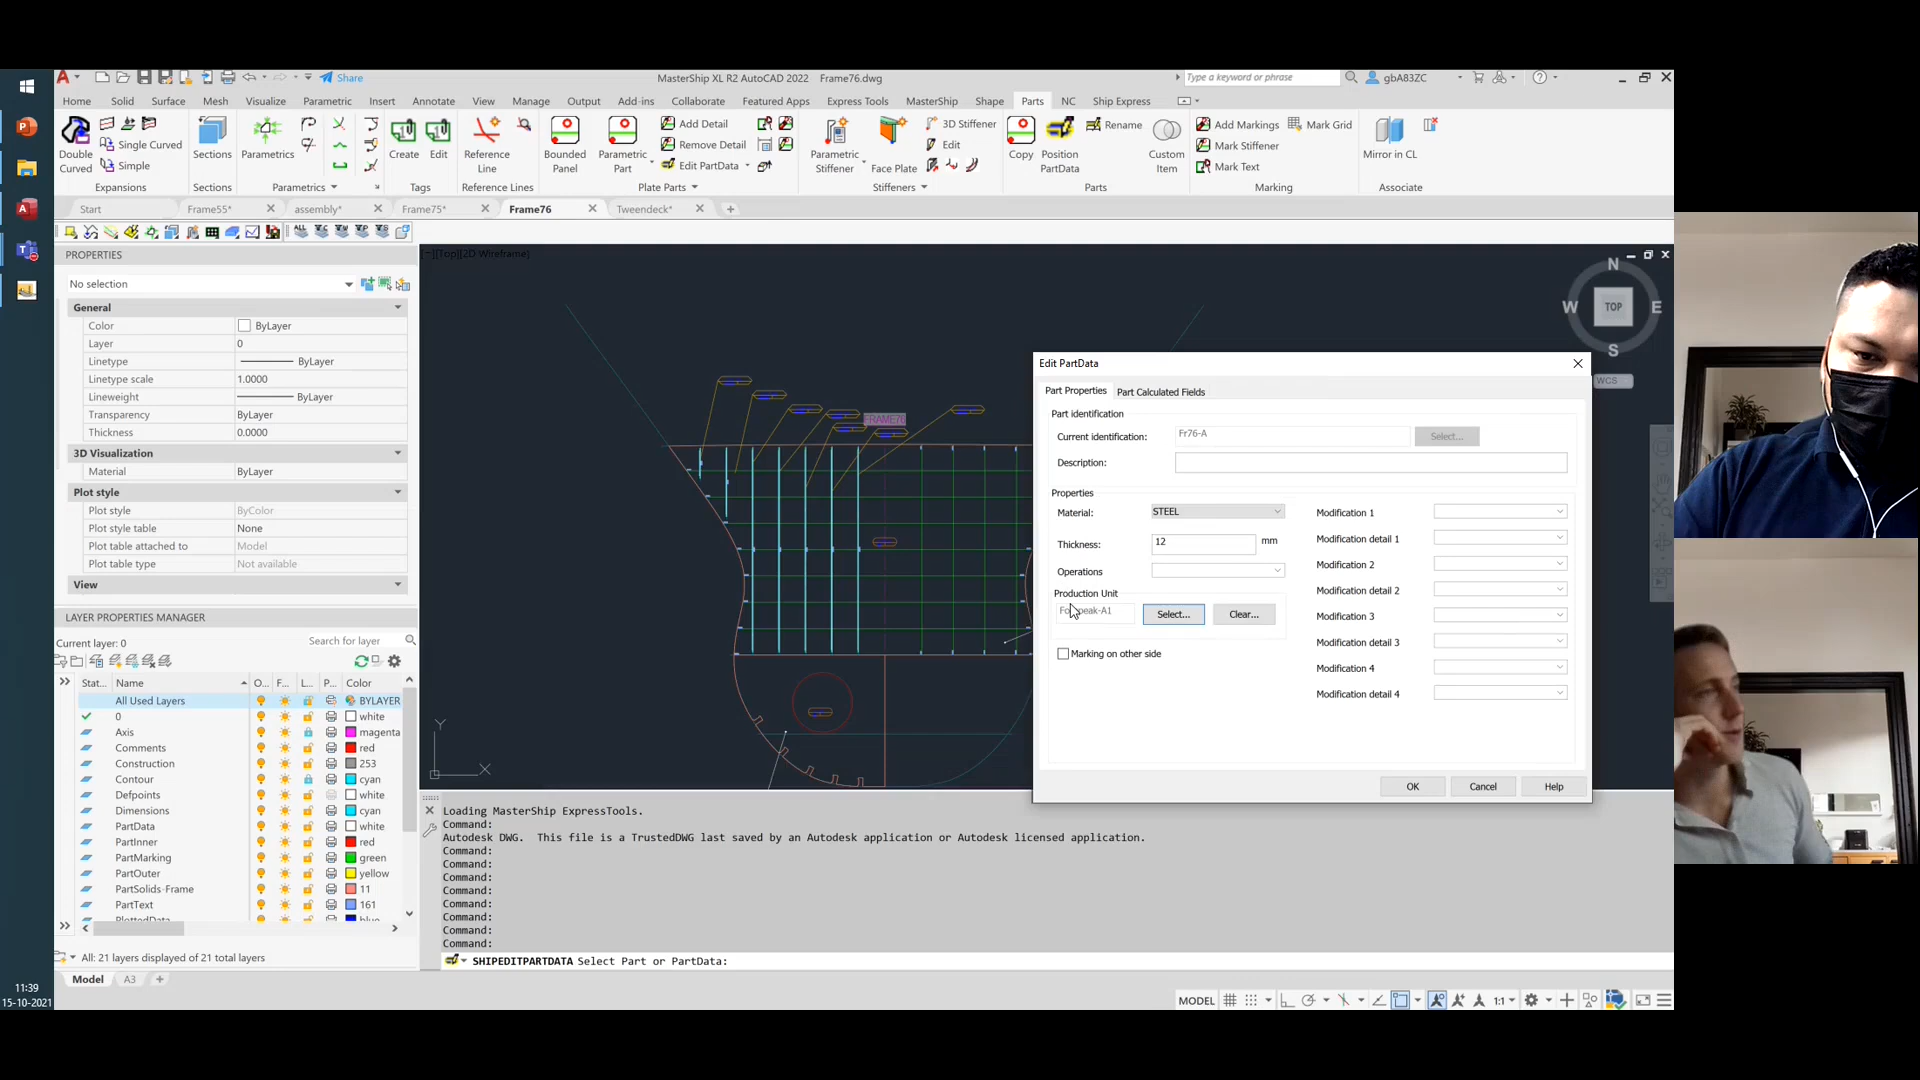 Share
MasterShip XL R2 AutoCAD 2022 Frame76.dwg
Type a keyword or phrase
gbA83ZC
Home Solid Surface Mesh Visualize Parametric Insert Annotate View Manage Output Add-ins Collaborate Featured Apps Express Tools MasterShip Shape Parts NC Ship Express
Double Curved
Single Curved
Simple
Sections
Parametrics
Create
Edit
Reference Line
Bounded Panel
Parametric Part
Add Detail
Remove Detail
Edit PartData
Parametric Stiffener
Face Plate
3D Stiffener
Edit
Copy
Position PartData
Rename
Custom Item
Add Markings
Mark Grid
Mark Stiffener
Mark Text
Mirror in CL
Expansions Sections Parametrics Tags Reference Lines Plate Parts Stiffeners Parts Marking Associate
Start Frame55* assembly* Frame75* Frame76 Tweendeck*
PROPERTIES
No selection
General
Color ByLayer
Layer 0
Linetype ByLayer
Linetype scale 1.0000
Lineweight ByLayer
Transparency ByLayer
Thickness 0.0000
3D Visualization
Material ByLayer
Plot style
Plot style ByColor
Plot style table None
Plot table attached to Model
Plot table type Not available
View
LAYER PROPERTIES MANAGER
Current layer: 0
Search for layer
Stat... Name O... F... L... P... Color
All Used Layers BYLAYER
0 white
Axis magenta
Comments red
Construction 253
Contour cyan
Defpoints white
Dimensions cyan
PartData white
PartInner red
PartMarking green
PartOuter yellow
PartSolids-Frame 11
PartText 161
PlottedData blue
All: 21 layers displayed of 21 total layers
Model A3
[−][Top][2D Wireframe]
FRAME76
N
W TOP E
S
WCS
Y
X
Edit PartData
Part Properties Part Calculated Fields
Part identification
Current identification: Fr76-A Select...
Description:
Properties
Material: STEEL
Thickness: 12 mm
Operations
Production Unit
Select... Clear...
Marking on other side
Modification 1
Modification detail 1
Modification 2
Modification detail 2
Modification 3
Modification detail 3
Modification 4
Modification detail 4
OK Cancel Help
Loading MasterShip ExpressTools.
Command:
Autodesk DWG. This file is a TrustedDWG last saved by an Autodesk application or Autodesk licensed application.
Command:
Command:
Command:
Command:
Command:
Command:
Command:
Command:
SHIPEDITPARTDATA Select Part or PartData:
MODEL
1:1
11:39
15-10-2021